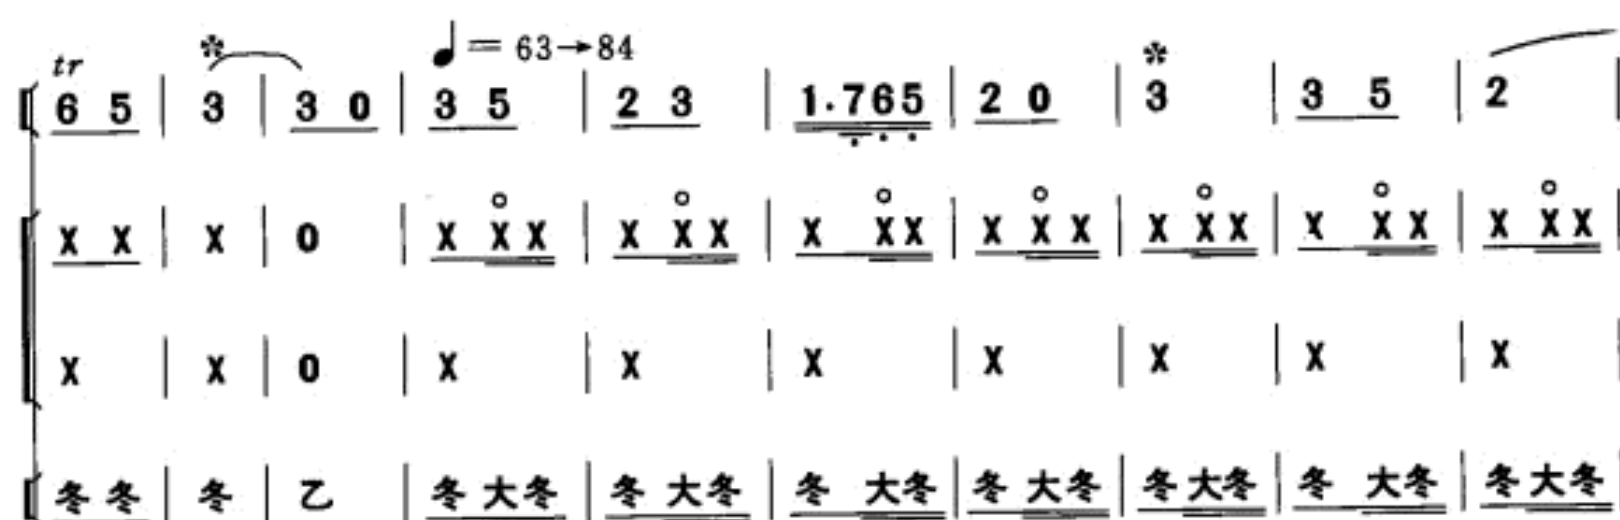 ♩= 63→84
tr * *
6 5 | 3 | 3 0 | 3 5 | 2 3 | 1·765 | 2 0 | 3 | 3 5 | 2
X X | X | 0 | X X X | X X X | X X X | X X X | X X X | X X X | X X X
X | X | 0 | X | X | X | X | X | X | X
冬 冬 | 冬 | 乙 | 冬 大冬 | 冬 大冬 | 冬 大冬 | 冬 大冬 | 冬 大冬 | 冬 大冬 | 冬 大冬